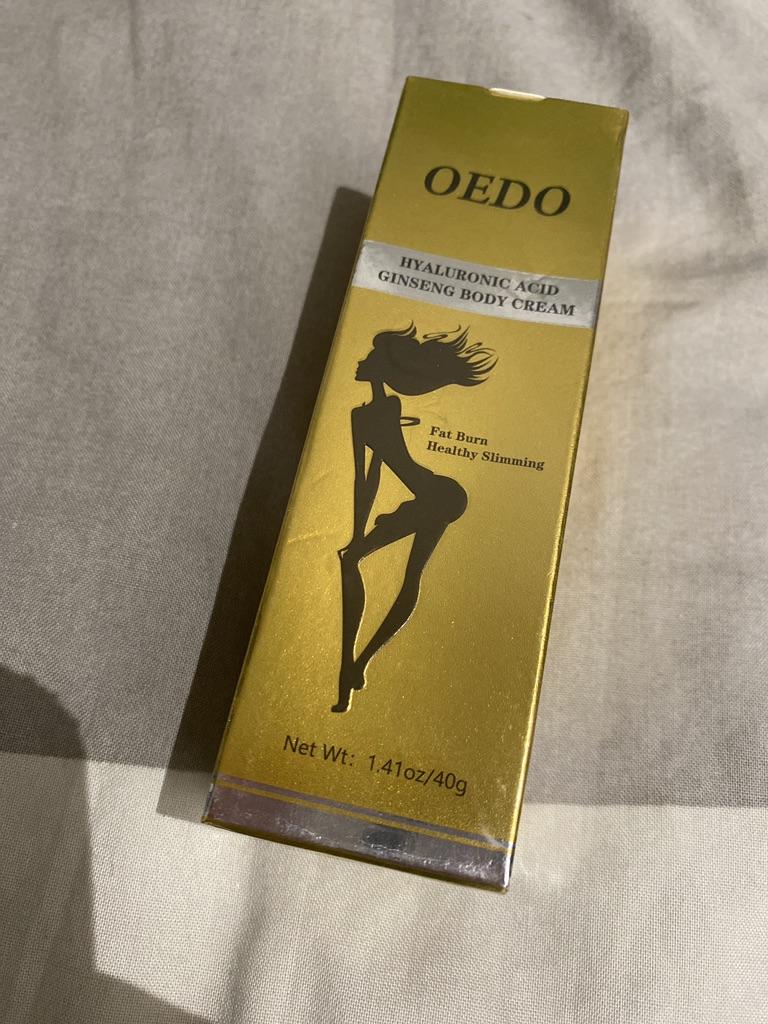 OEDO
HYALURONIC ACID
GINSENG BODY CREAM
Fat Burn
Healthy Slimming
Net Wt: 1.41oz/40g